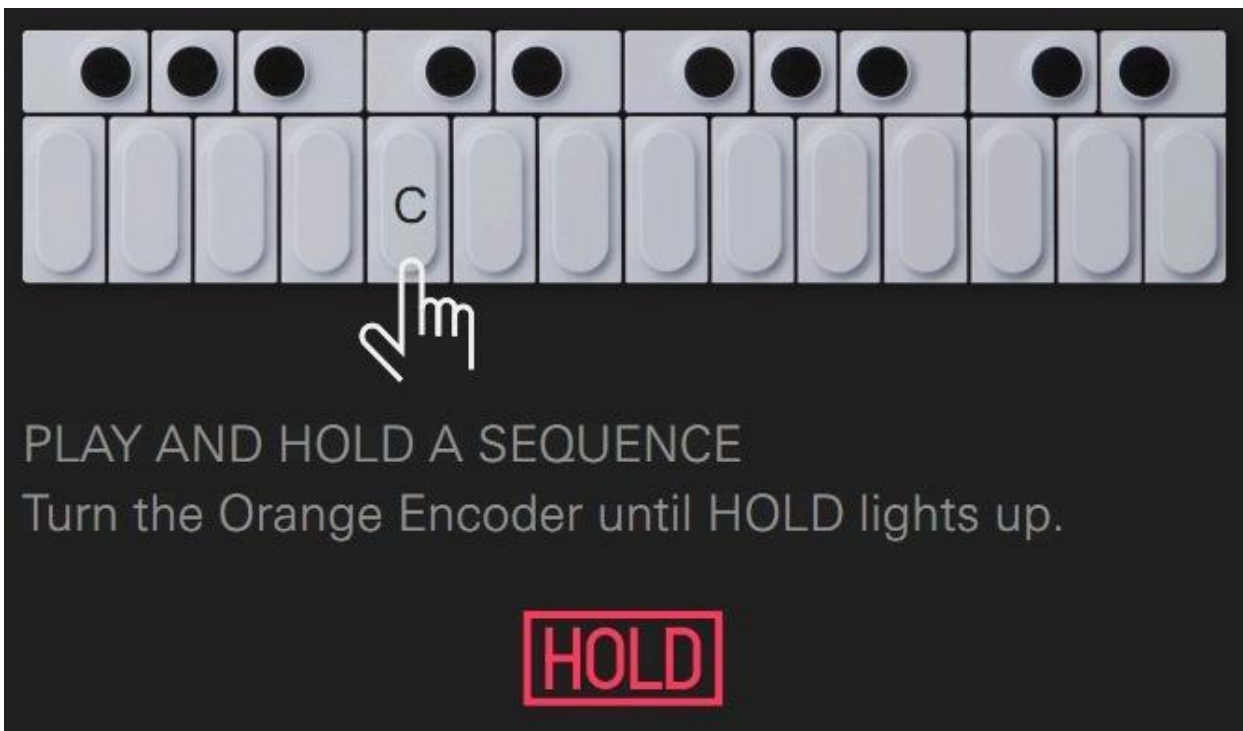 C
PLAY AND HOLD A SEQUENCE
Turn the Orange Encoder until HOLD lights up.
HOLD